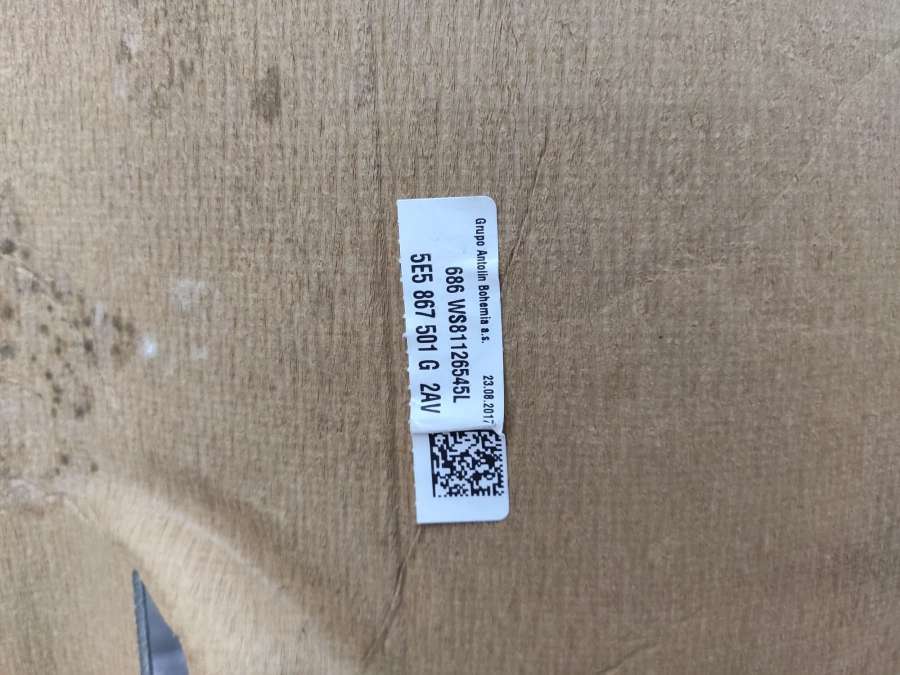 Grupo Antolin Bohemia a.s. 23.08.2017
686 WS81126545L
5E5 867 501 G 2AV